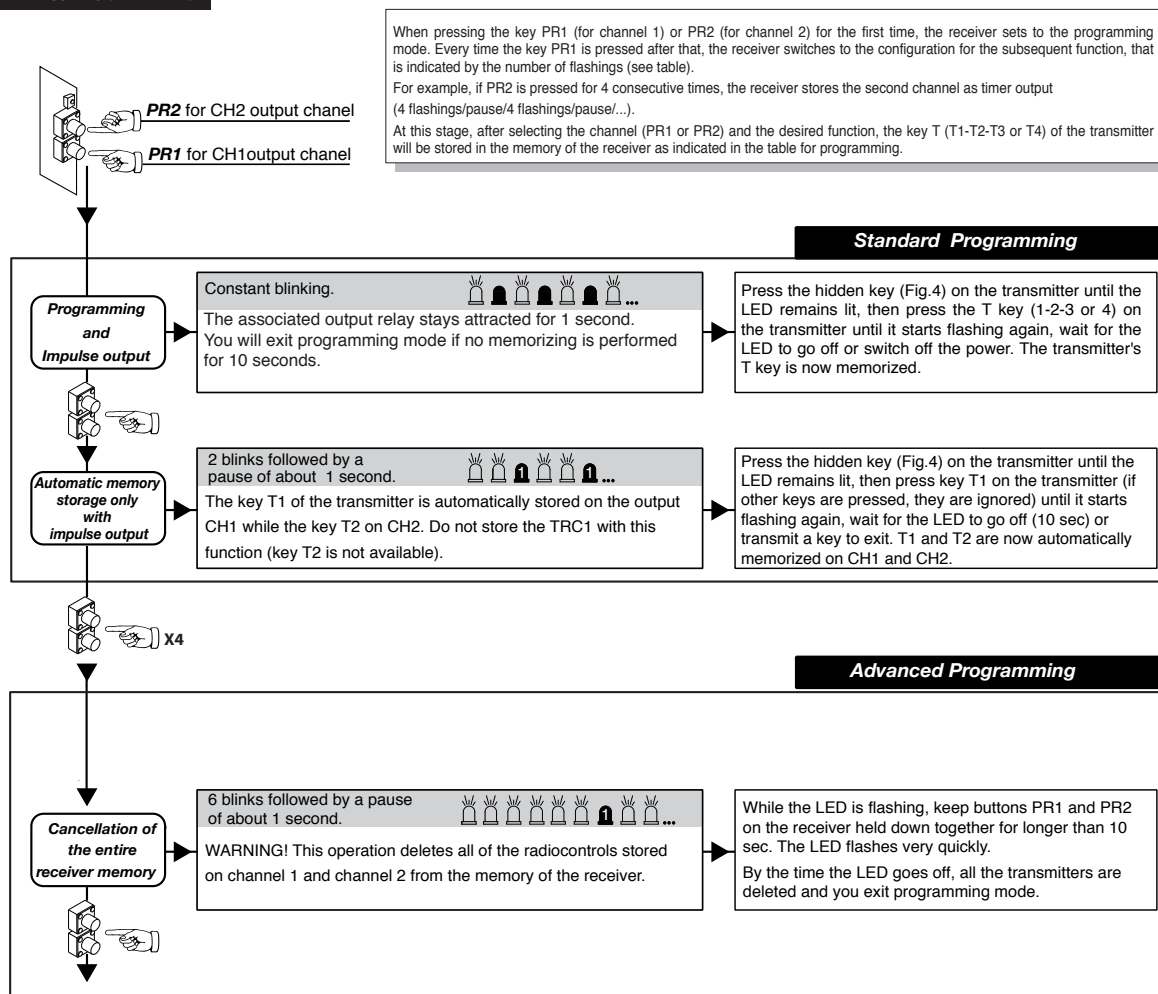 When pressing the key PR1 (for channel 1) or PR2 (for channel 2) for the first time, the receiver sets to the programming
mode. Every time the key PR1 is pressed after that, the receiver switches to the configuration for the subsequent function, that
is indicated by the number of flashings (see table).
For example, if PR2 is pressed for 4 consecutive times, the receiver stores the second channel as timer output
(4 flashings/pause/4 flashings/pause/...).
At this stage, after selecting the channel (PR1 or PR2) and the desired function, the key T (T1-T2-T3 or T4) of the transmitter
will be stored in the memory of the receiver as indicated in the table for programming.
PR2 for CH2 output chanel
PR1 for CH1output chanel
Standard Programming
Programming
and
Impulse output
Constant blinking.
...
The associated output relay stays attracted for 1 second.
You will exit programming mode if no memorizing is performed
for 10 seconds.
Press the hidden key (Fig.4) on the transmitter until the
LED remains lit, then press the T key (1-2-3 or 4) on
the transmitter until it starts flashing again, wait for the
LED to go off or switch off the power. The transmitter's
T key is now memorized.
Automatic memory
storage only
with
impulse output
2 blinks followed by a
pause of about 1 second.
1 1 ...
The key T1 of the transmitter is automatically stored on the output
CH1 while the key T2 on CH2. Do not store the TRC1 with this
function (key T2 is not available).
Press the hidden key (Fig.4) on the transmitter until the
LED remains lit, then press key T1 on the transmitter (if
other keys are pressed, they are ignored) until it starts
flashing again, wait for the LED to go off (10 sec) or
transmit a key to exit. T1 and T2 are now automatically
memorized on CH1 and CH2.
X4
Advanced Programming
Cancellation of
the entire
receiver memory
6 blinks followed by a pause
of about 1 second.
1 ...
WARNING! This operation deletes all of the radiocontrols stored
on channel 1 and channel 2 from the memory of the receiver.
While the LED is flashing, keep buttons PR1 and PR2
on the receiver held down together for longer than 10
sec. The LED flashes very quickly.
By the time the LED goes off, all the transmitters are
deleted and you exit programming mode.